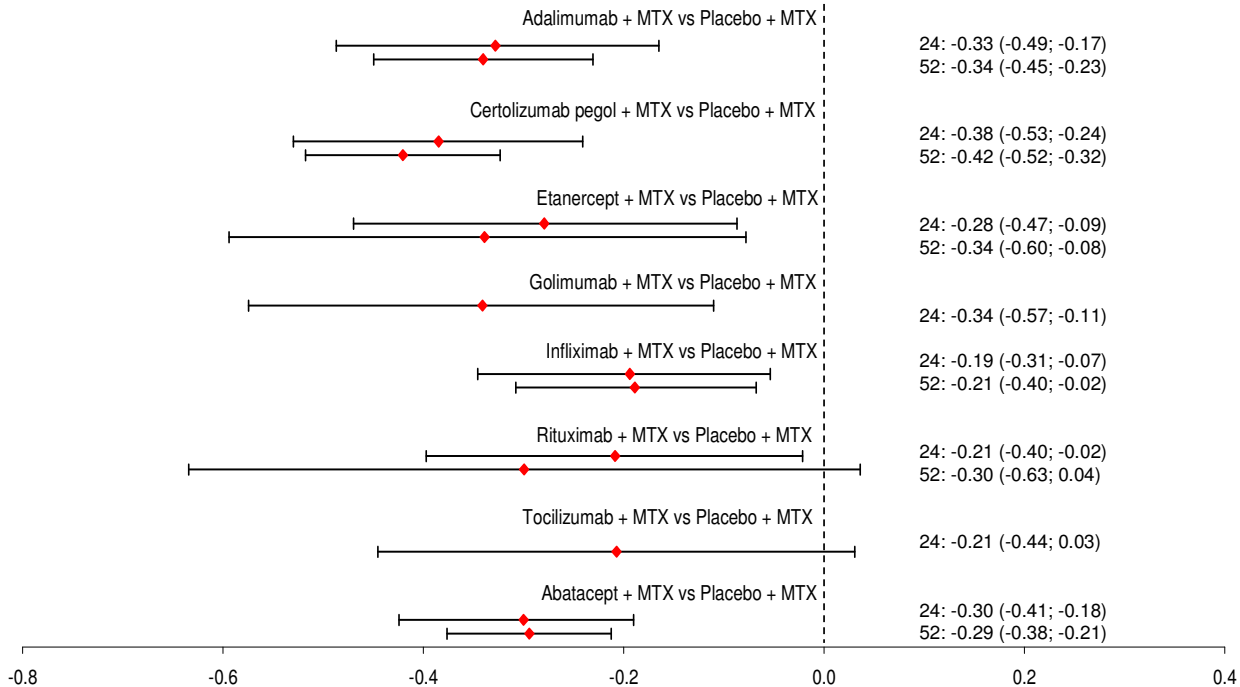 Adalimumab + MTX vs Placebo + MTX
24: -0.33 (-0.49; -0.17)
52: -0.34 (-0.45; -0.23)
Certolizumab pegol + MTX vs Placebo + MTX
24: -0.38 (-0.53; -0.24)
52: -0.42 (-0.52; -0.32)
Etanercept + MTX vs Placebo + MTX
24: -0.28 (-0.47; -0.09)
52: -0.34 (-0.60; -0.08)
Golimumab + MTX vs Placebo + MTX
24: -0.34 (-0.57; -0.11)
Infliximab + MTX vs Placebo + MTX
24: -0.19 (-0.31; -0.07)
52: -0.21 (-0.40; -0.02)
Rituximab + MTX vs Placebo + MTX
24: -0.21 (-0.40; -0.02)
52: -0.30 (-0.63; 0.04)
Tocilizumab + MTX vs Placebo + MTX
24: -0.21 (-0.44; 0.03)
Abatacept + MTX vs Placebo + MTX
24: -0.30 (-0.41; -0.18)
52: -0.29 (-0.38; -0.21)
-0.8 -0.6 -0.4 -0.2 0.0 0.2 0.4